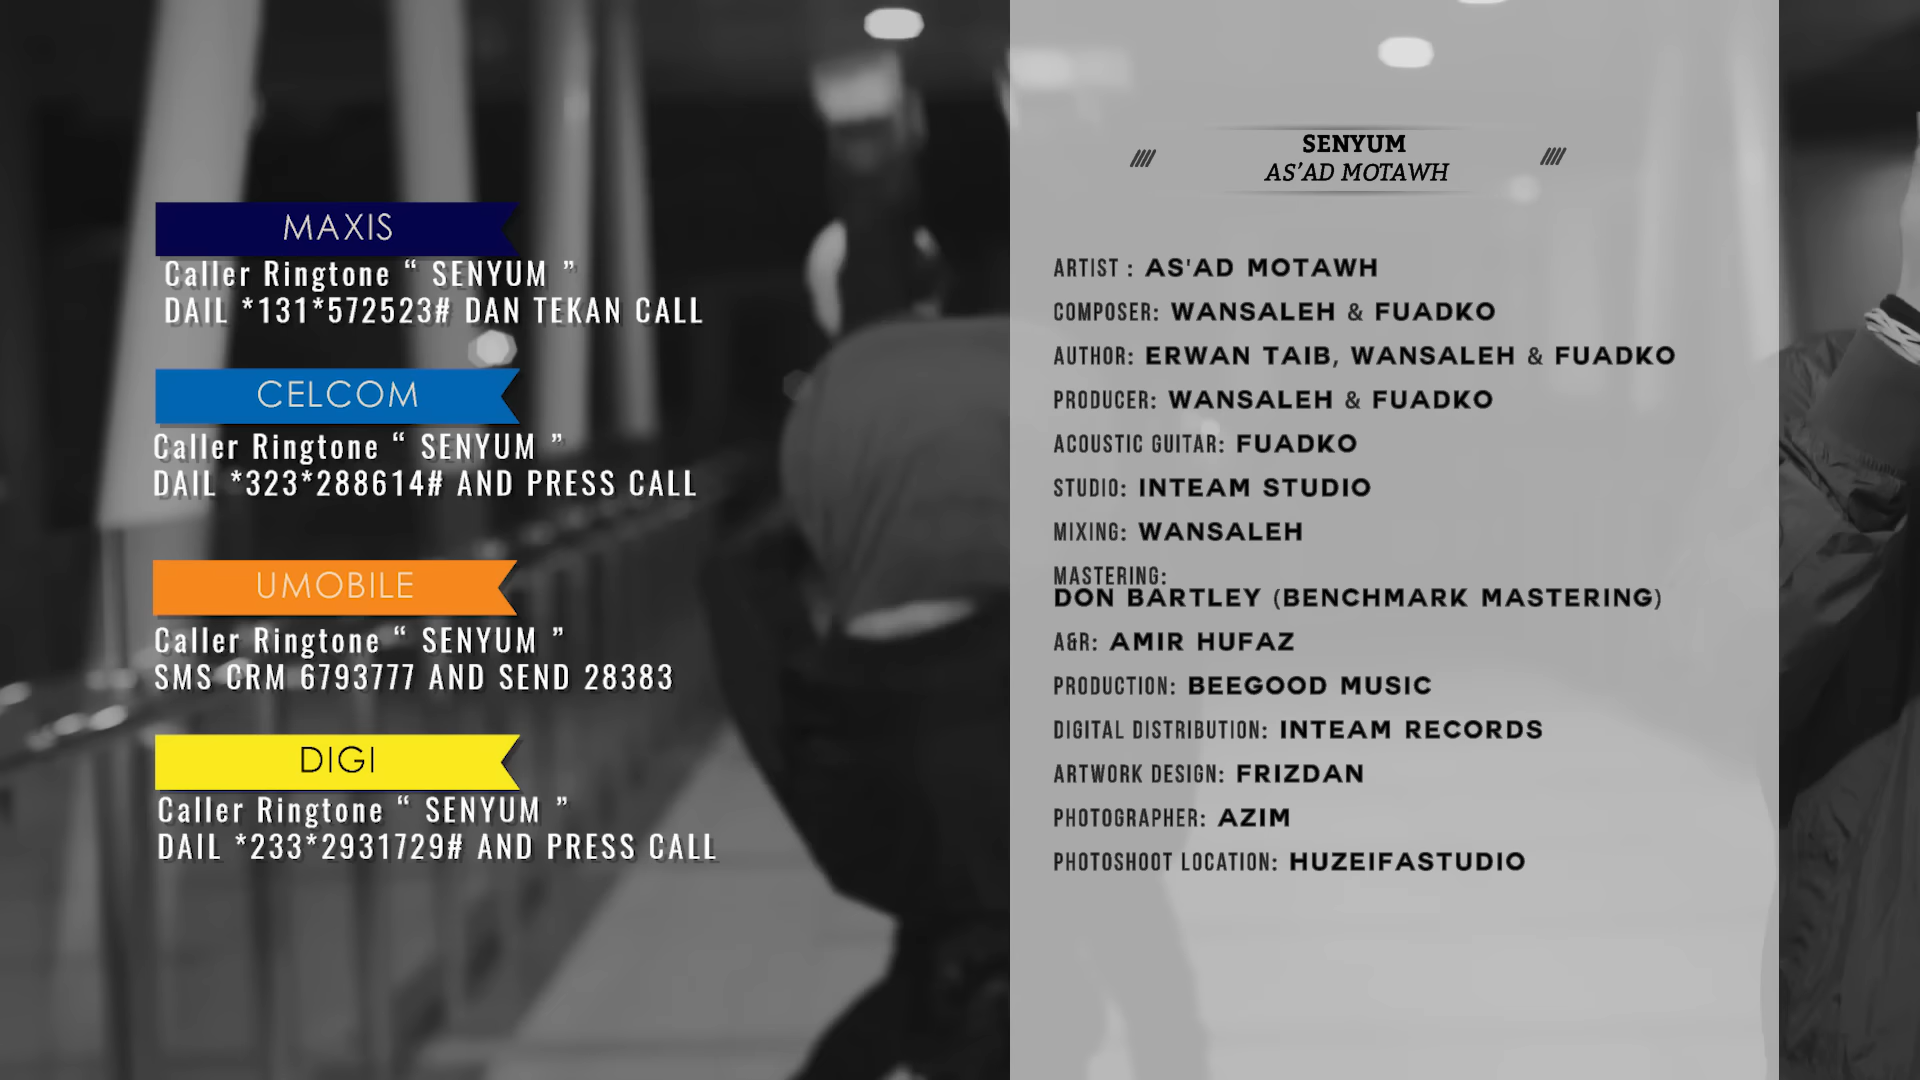 MAXIS
Caller Ringtone “ SENYUM ”
DAIL *131*572523# DAN TEKAN CALL
CELCOM
Caller Ringtone “ SENYUM ”
DAIL *323*288614# AND PRESS CALL
UMOBILE
Caller Ringtone “ SENYUM ”
SMS CRM 6793777 AND SEND 28383
DIGI
Caller Ringtone “ SENYUM ”
DAIL *233*2931729# AND PRESS CALL
SENYUM
AS’AD MOTAWH
ARTIST : AS'AD MOTAWH
COMPOSER: WANSALEH & FUADKO
AUTHOR: ERWAN TAIB, WANSALEH & FUADKO
PRODUCER: WANSALEH & FUADKO
ACOUSTIC GUITAR: FUADKO
STUDIO: INTEAM STUDIO
MIXING: WANSALEH
MASTERING:
DON BARTLEY (BENCHMARK MASTERING)
A&R: AMIR HUFAZ
PRODUCTION: BEEGOOD MUSIC
DIGITAL DISTRIBUTION: INTEAM RECORDS
ARTWORK DESIGN: FRIZDAN
PHOTOGRAPHER: AZIM
PHOTOSHOOT LOCATION: HUZEIFASTUDIO